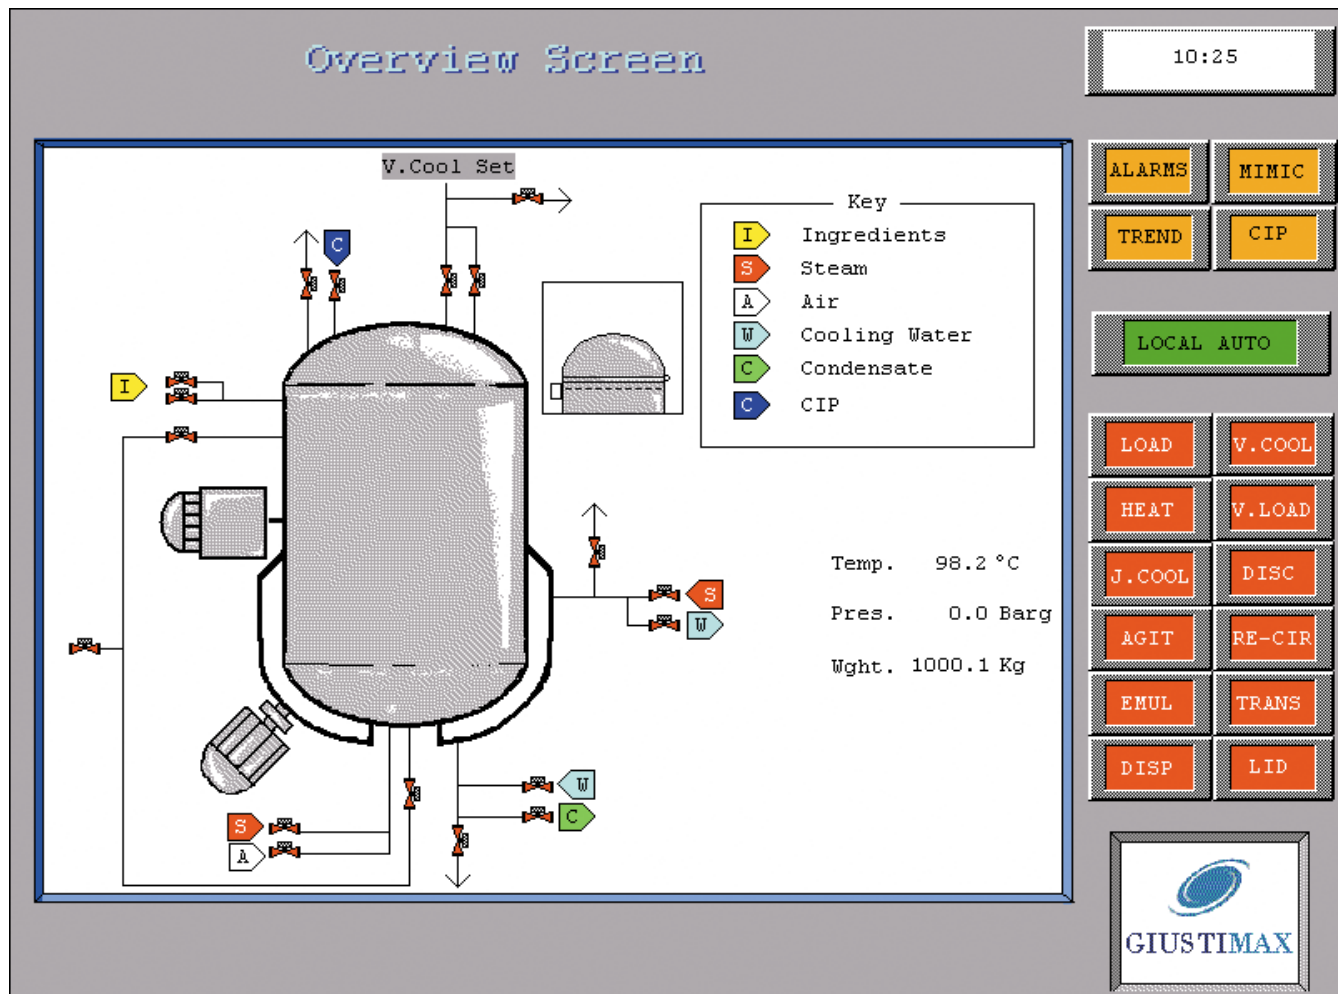 Overview Screen
10:25
V.Cool Set
ALARMS
MIMIC
TREND
CIP
LOCAL AUTO
Key
I Ingredients
S Steam
A Air
W Cooling Water
C Condensate
C CIP
C
I
S
W
W
C
S
A
Temp. 98.2 °C
Pres. 0.0 Barg
Wght. 1000.1 Kg
LOAD
V.COOL
HEAT
V.LOAD
J.COOL
DISC
AGIT
RE-CIR
EMUL
TRANS
DISP
LID
GIUSTIMAX